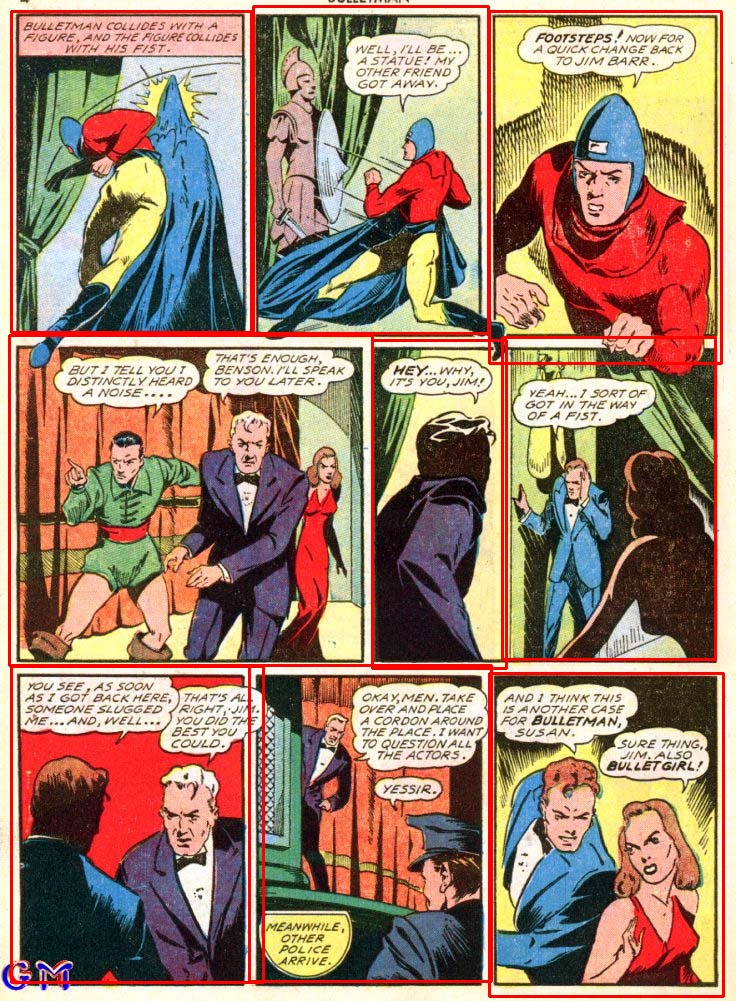 4
BULLETMAN
BULLETMAN COLLIDES WITH A
FIGURE, AND THE FIGURE COLLIDES
WITH HIS FIST.
WELL, I'LL BE...
A STATUE! MY
OTHER FRIEND
GOT AWAY.
FOOTSTEPS! NOW FOR
A QUICK CHANGE BACK
TO JIM BARR.
BUT I TELL YOU I
DISTINCTLY HEARD
A NOISE....
THAT'S ENOUGH,
BENSON. I'LL SPEAK
TO YOU LATER.
HEY...WHY,
IT'S YOU, JIM!
YEAH...I SORT OF
GOT IN THE WAY
OF A FIST.
YOU SEE, AS SOON
AS I GOT BACK HERE,
SOMEONE SLUGGED
ME...AND, WELL...
THAT'S ALL
RIGHT, JIM.
YOU DID THE
BEST YOU
COULD.
OKAY, MEN. TAKE
OVER AND PLACE
A CORDON AROUND
THE PLACE. I WANT
TO QUESTION ALL
THE ACTORS.
YESSIR.
MEANWHILE,
OTHER
POLICE
ARRIVE.
AND I THINK THIS
IS ANOTHER CASE
FOR BULLETMAN,
SUSAN.
SURE THING,
JIM. ALSO
BULLETGIRL!
GM